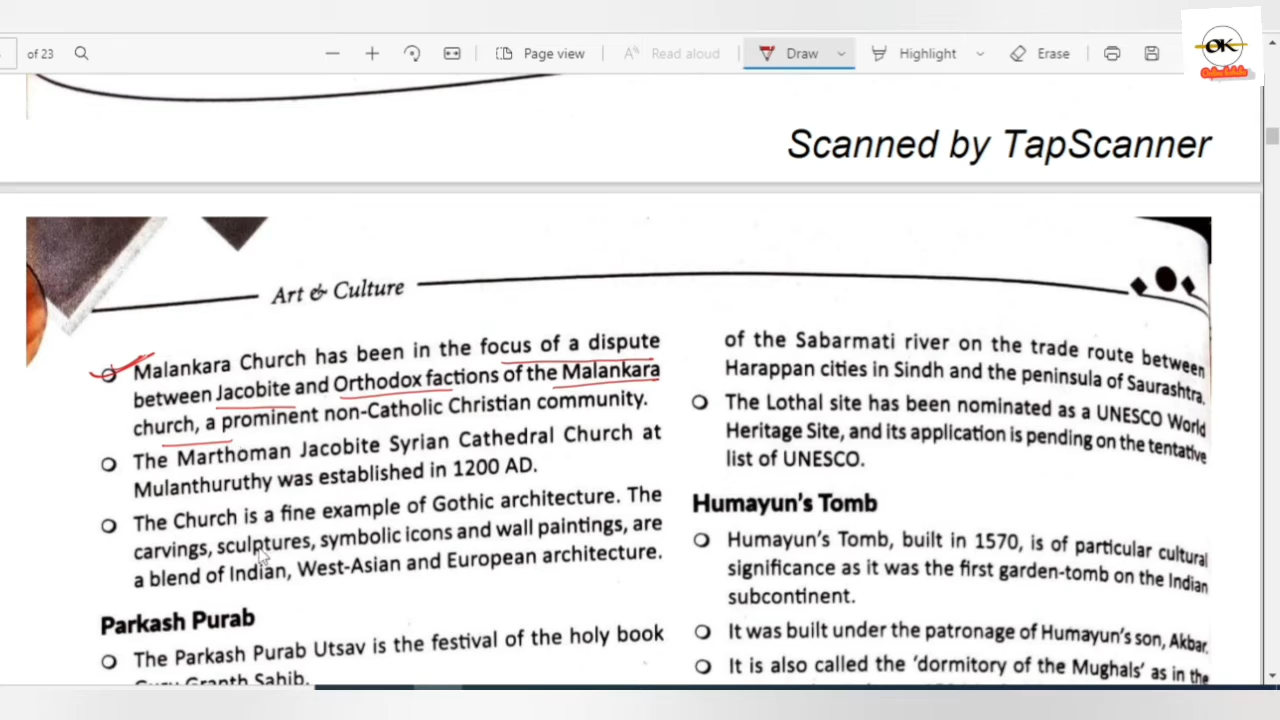 of 23
Page view
Read aloud
Draw
Highlight
Erase
OK
Scanned by TapScanner
Art & Culture
Malankara Church has been in the focus of a dispute
between Jacobite and Orthodox factions of the Malankara
church, a prominent non-Catholic Christian community.
The Marthoman Jacobite Syrian Cathedral Church at
Mulanthuruthy was established in 1200 AD.
The Church is a fine example of Gothic architecture. The
carvings, sculptures, symbolic icons and wall paintings, are
a blend of Indian, West-Asian and European architecture.
Parkash Purab
The Parkash Purab Utsav is the festival of the holy book
Guru Granth Sahib.
of the Sabarmati river on the trade route between
Harappan cities in Sindh and the peninsula of Saurashtra.
The Lothal site has been nominated as a UNESCO World
Heritage Site, and its application is pending on the tentative
list of UNESCO.
Humayun's Tomb
Humayun's Tomb, built in 1570, is of particular cultural
significance as it was the first garden-tomb on the Indian
subcontinent.
It was built under the patronage of Humayun's son, Akbar.
It is also called the 'dormitory of the Mughals' as in the